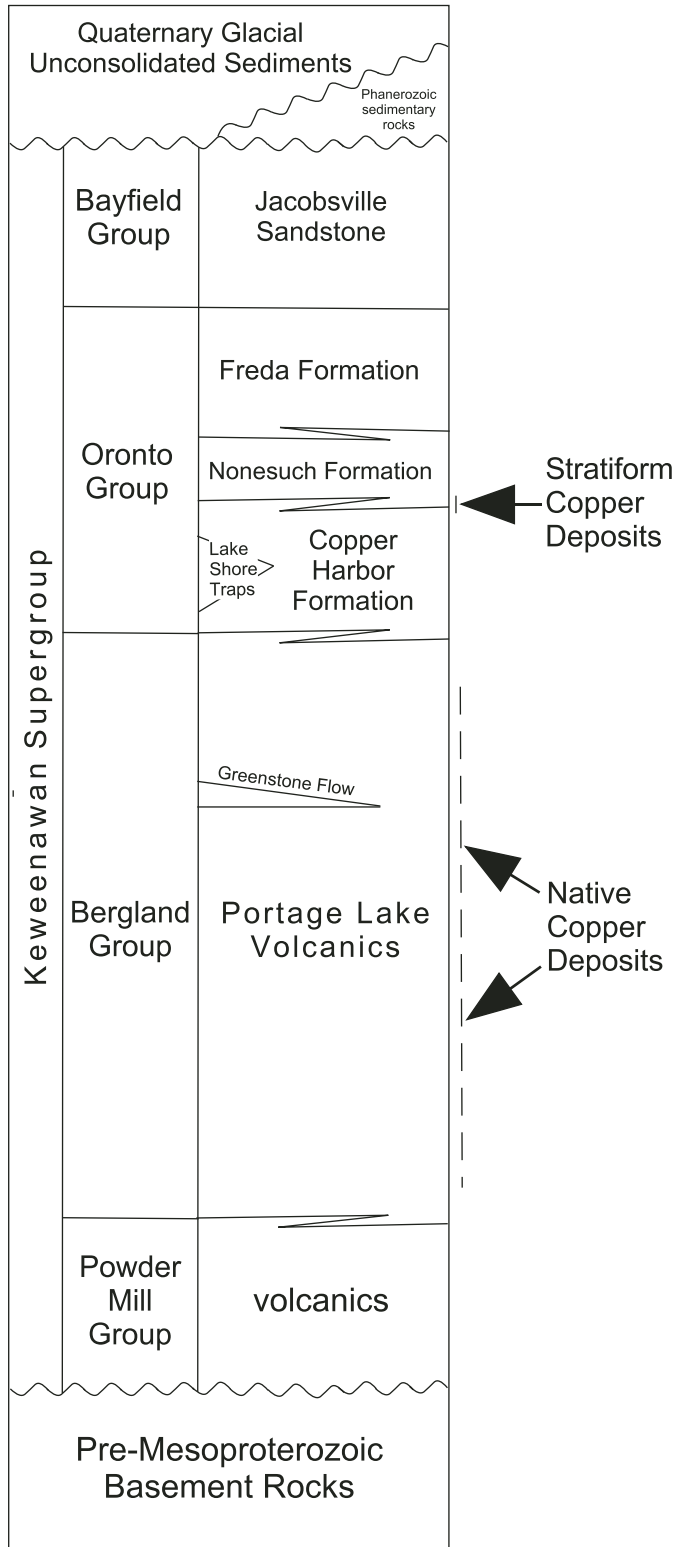 Quaternary Glacial
Unconsolidated Sediments
Phanerozoic
sedimentary
rocks
Keweenawan Supergroup
Bayfield
Group
Jacobsville
Sandstone
Oronto
Group
Freda Formation
Nonesuch Formation
Lake
Shore
Traps
Copper
Harbor
Formation
Stratiform
Copper
Deposits
Bergland
Group
Greenstone Flow
Portage Lake
Volcanics
Native
Copper
Deposits
Powder
Mill
Group
volcanics
Pre-Mesoproterozoic
Basement Rocks